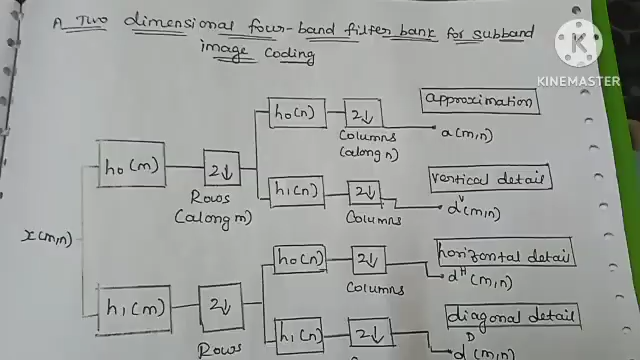 A Two dimensional four-band filter bank for subband
image Coding
K
KINEMASTER
approximation
h₀(n)
2↓
Columns
(along n)
a(m,n)
h₀(m)
2↓
Rows
(along m)
vertical detail
h₁(n)
2↓
Columns
dⱽ(m,n)
x(m,n)
horizontal detail
h₀(n)
2↓
Columns
dᴴ(m,n)
h₁(m)
2↓
Rows
diagonal detail
h₁(n)
2↓
dᴰ(m,n)